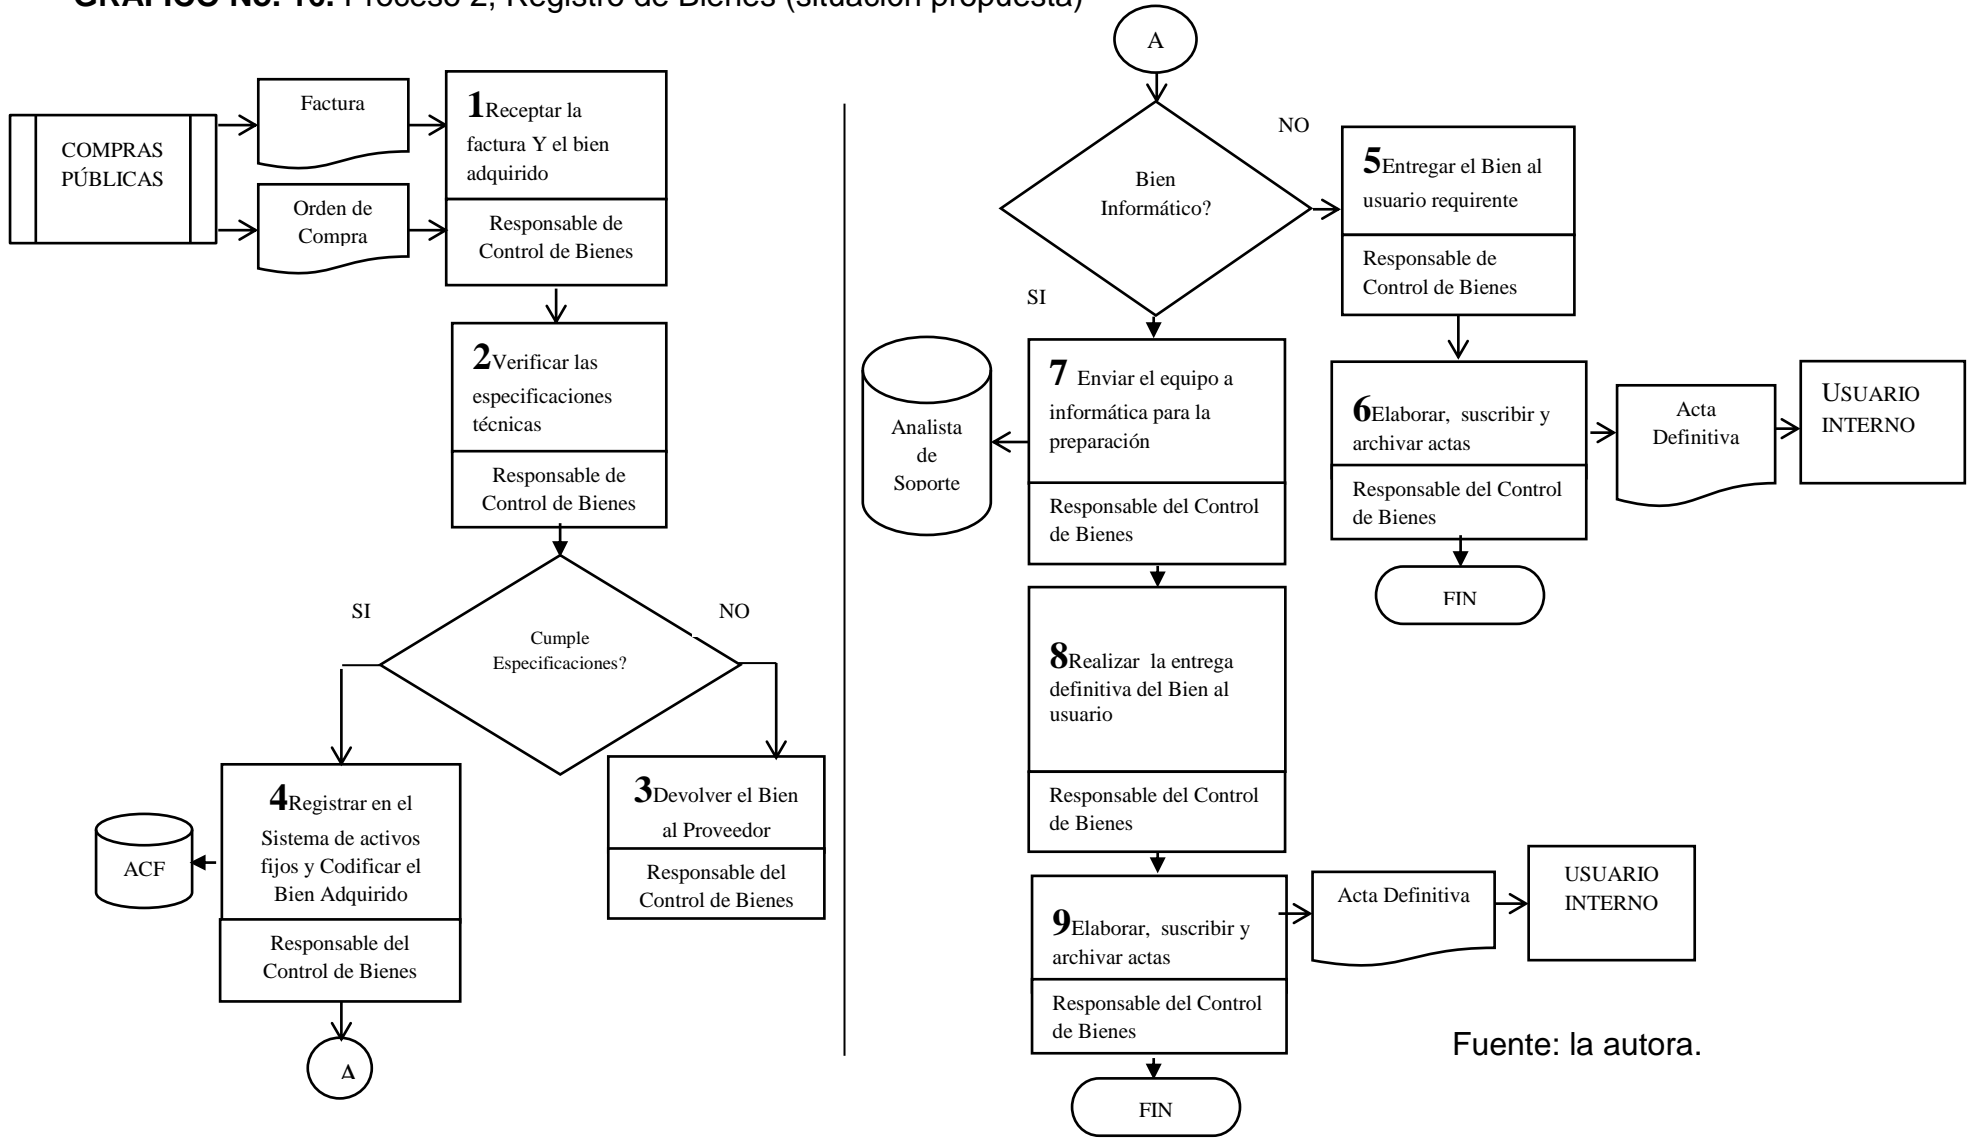 GRÁFICO No. 10. Proceso 2, Registro de Bienes (situación propuesta)
COMPRAS
PÚBLICAS
Factura
Orden de
Compra
1Receptar la
factura Y el bien
adquirido
Responsable de
Control de Bienes
2Verificar las
especificaciones
técnicas
Responsable de
Control de Bienes
SI
NO
Cumple
Especificaciones?
4Registrar en el
Sistema de activos
fijos y Codificar el
Bien Adquirido
Responsable del
Control de Bienes
ACF
3Devolver el Bien
al Proveedor
Responsable del
Control de Bienes
A
A
Bien
Informático?
NO
SI
5Entregar el Bien al
usuario requirente
Responsable de
Control de Bienes
6Elaborar, suscribir y
archivar actas
Responsable del Control
de Bienes
Acta
Definitiva
USUARIO
INTERNO
FIN
7 Enviar el equipo a
informática para la
preparación
Responsable del Control
de Bienes
Analista
de
Soporte
8Realizar la entrega
definitiva del Bien al
usuario
Responsable del Control
de Bienes
9Elaborar, suscribir y
archivar actas
Responsable del Control
de Bienes
Acta Definitiva
USUARIO
INTERNO
FIN
Fuente: la autora.